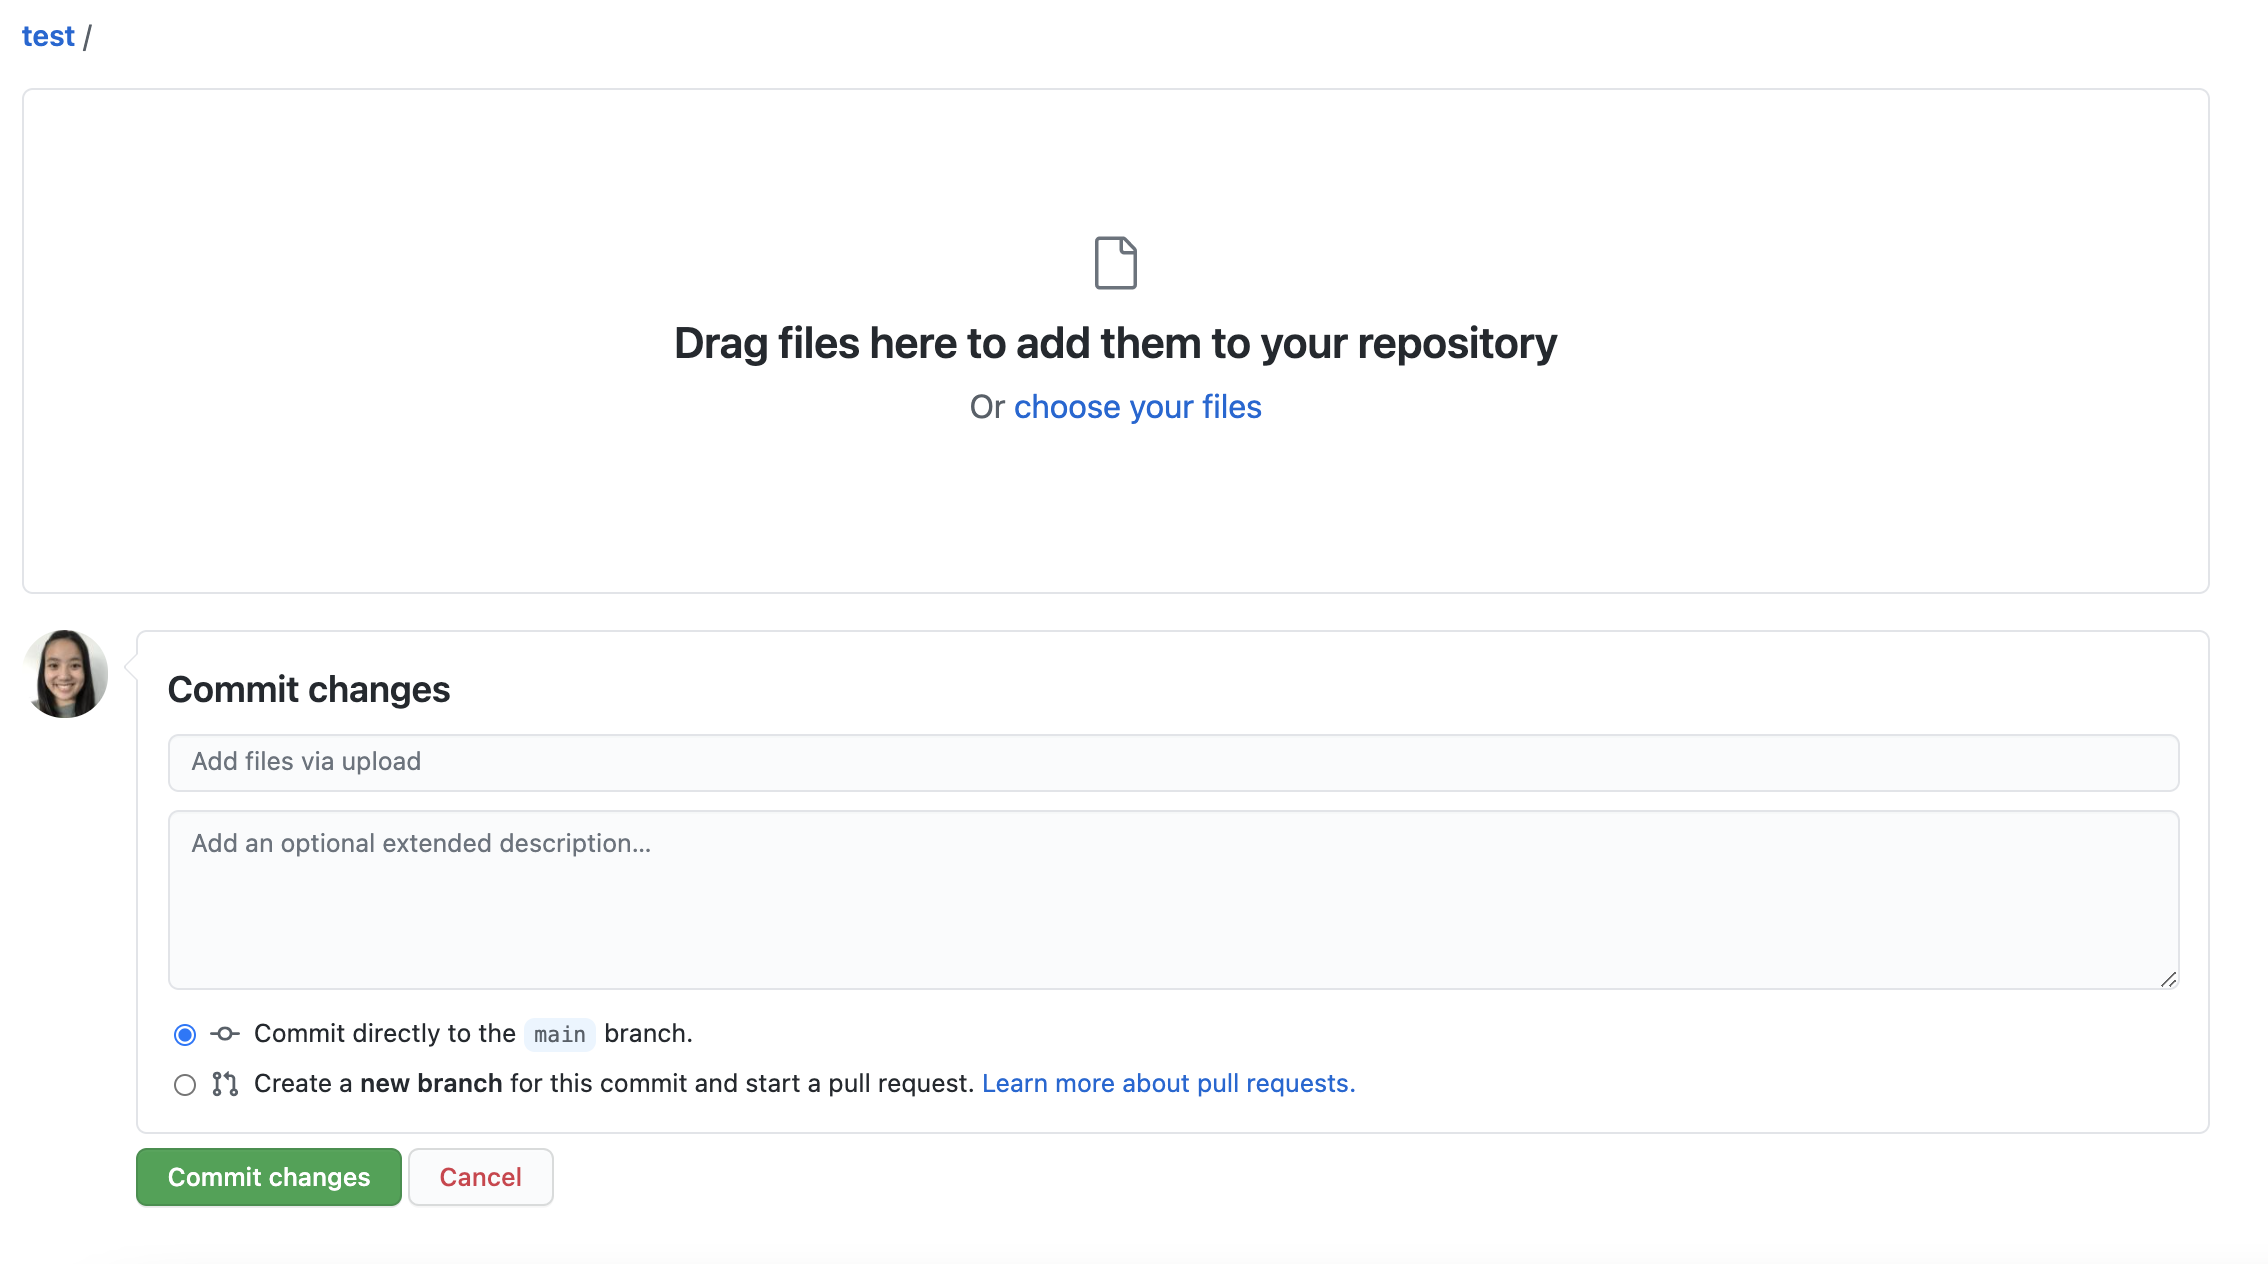 test /
Drag files here to add them to your repository
Or choose your files
Commit changes
Add files via upload
Add an optional extended description...
Commit directly to the main branch.
Create a new branch for this commit and start a pull request. Learn more about pull requests.
Commit changes Cancel